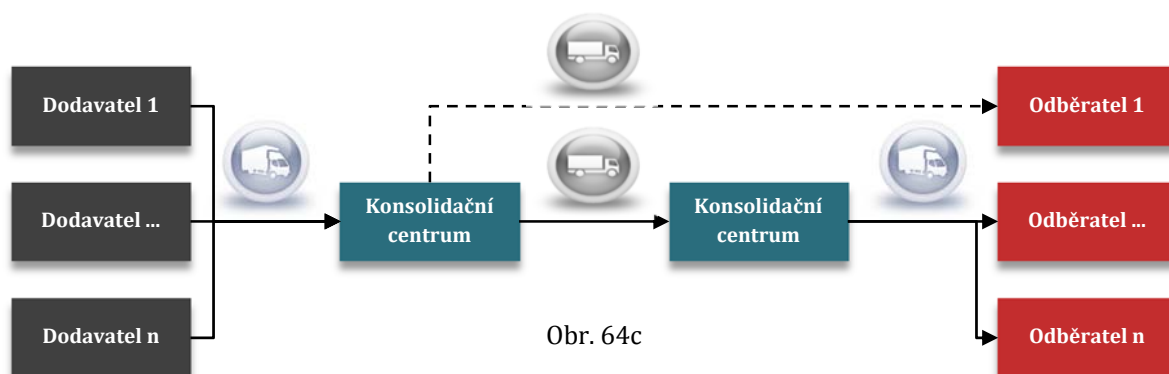 Dodavatel 1
Odběratel 1
Dodavatel ...
Konsolidační
centrum
Konsolidační
centrum
Odběratel ...
Dodavatel n
Obr. 64c
Odběratel n